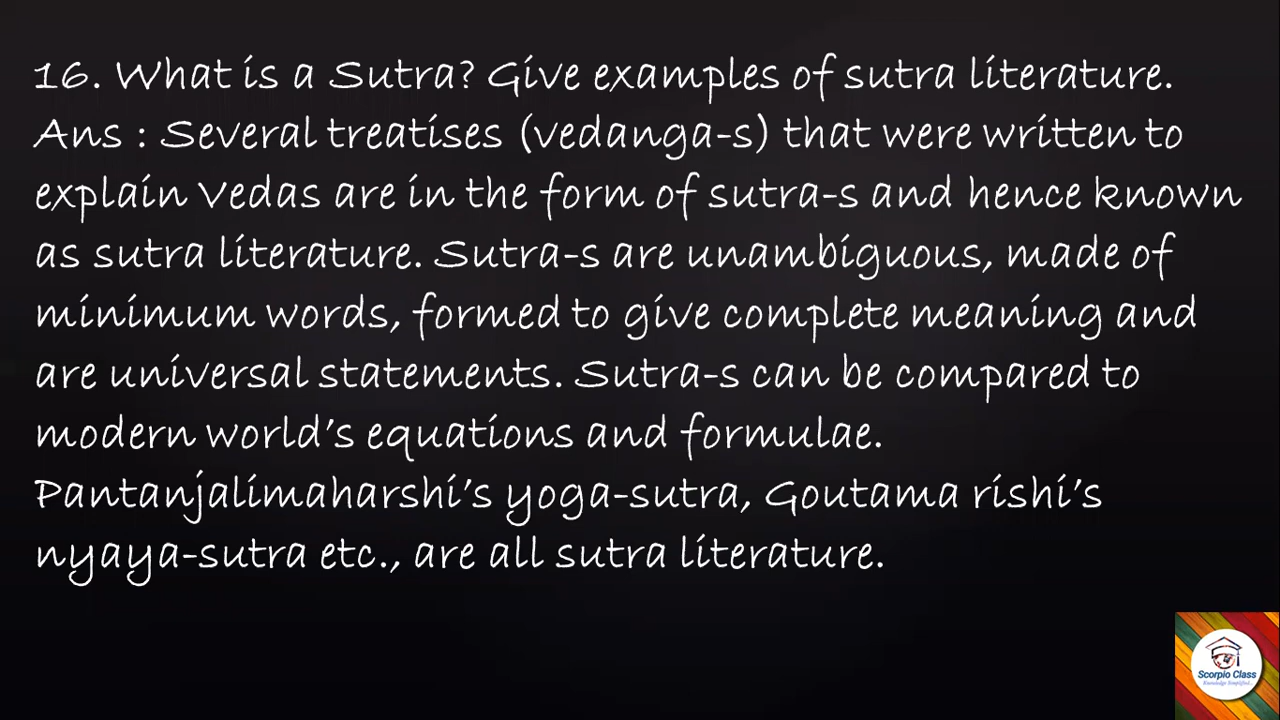 16. What is a Sutra? Give examples of sutra literature.
Ans : Several treatises (vedanga-s) that were written to
explain Vedas are in the form of sutra-s and hence known
as sutra literature. Sutra-s are unambiguous, made of
minimum words, formed to give complete meaning and
are universal statements. Sutra-s can be compared to
modern world's equations and formulae.
Pantanjalimaharshi's yoga-sutra, Goutama rishi's
nyaya-sutra etc., are all sutra literature.
Scorpio Class
Knowledge Simplified...